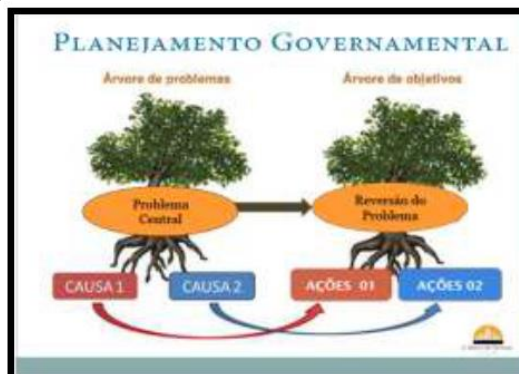 PLANEJAMENTO GOVERNAMENTAL
Árvore de problemas
Árvore de objetivos
Problema
Central
Reversão do
Problema
CAUSA 1
CAUSA 2
AÇÕES 01
AÇÕES 02